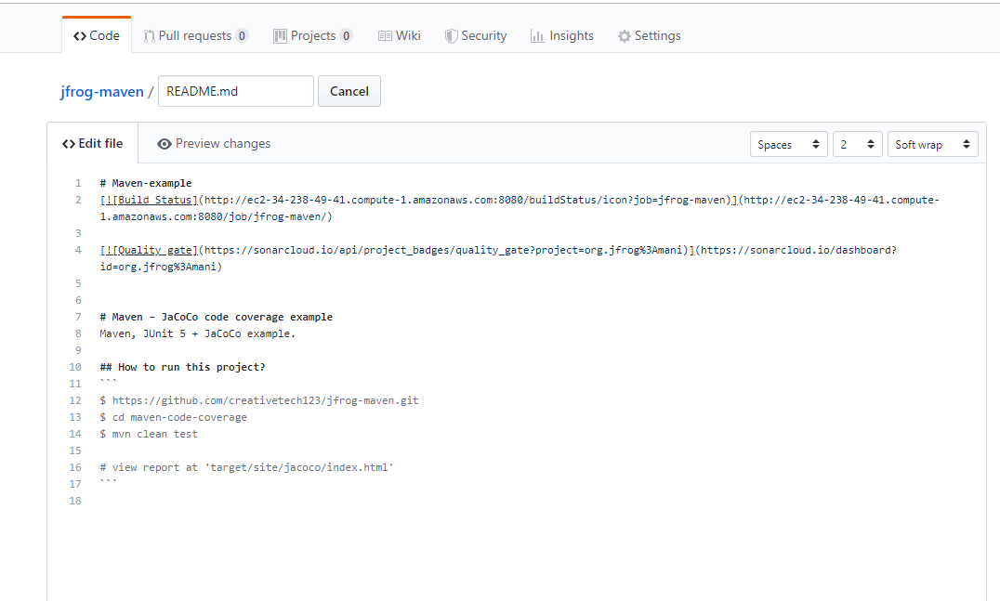 Code Pull requests 0 Projects 0 Wiki Security Insights Settings
jfrog-maven / README.md Cancel
Edit file Preview changes Spaces 2 Soft wrap
1 # Maven-example
2 [![Build Status](http://ec2-34-238-49-41.compute-1.amazonaws.com:8080/buildStatus/icon?job=jfrog-maven)](http://ec2-34-238-49-41.compute-
1.amazonaws.com:8080/job/jfrog-maven/)
3
4 [![Quality gate](https://sonarcloud.io/api/project_badges/quality_gate?project=org.jfrog%3Amani)](https://sonarcloud.io/dashboard?
id=org.jfrog%3Amani)
5
6
7 # Maven – JaCoCo code coverage example
8 Maven, JUnit 5 + JaCoCo example.
9
10 ## How to run this project?
11 ```
12 $ https://github.com/creativetech123/jfrog-maven.git
13 $ cd maven-code-coverage
14 $ mvn clean test
15
16 # view report at 'target/site/jacoco/index.html'
17 ```
18